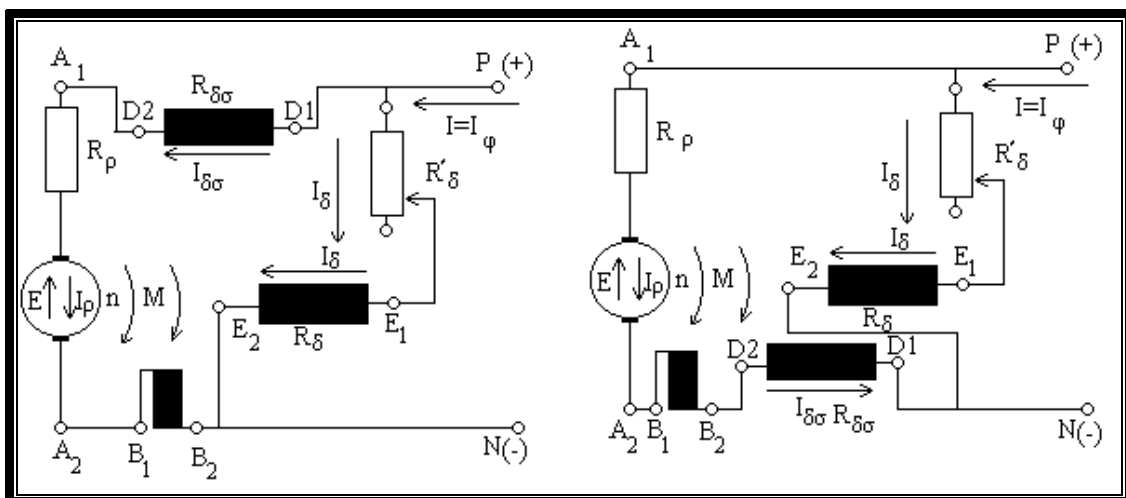 A1
P (+)
Rδσ
D2
D1
I=Iφ
Rρ
Iδσ
R´δ
Iδ
E
Iρ
n
M
Iδ
E2
Rδ
E1
A2
B1
B2
N(-)
A1
P (+)
I=Iφ
Rρ
R´δ
Iδ
Iδ
E2
E1
E
Iρ
n
M
Rδ
D2
D1
Iδσ Rδσ
A2
B1
B2
N(-)